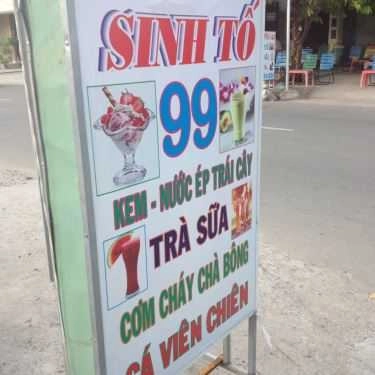 SINH TỐ
99
KEM - NƯỚC ÉP TRÁI CÂY
TRÀ SỮA
CƠM CHÁY CHÀ BÔNG
CÁ VIÊN CHIÊN